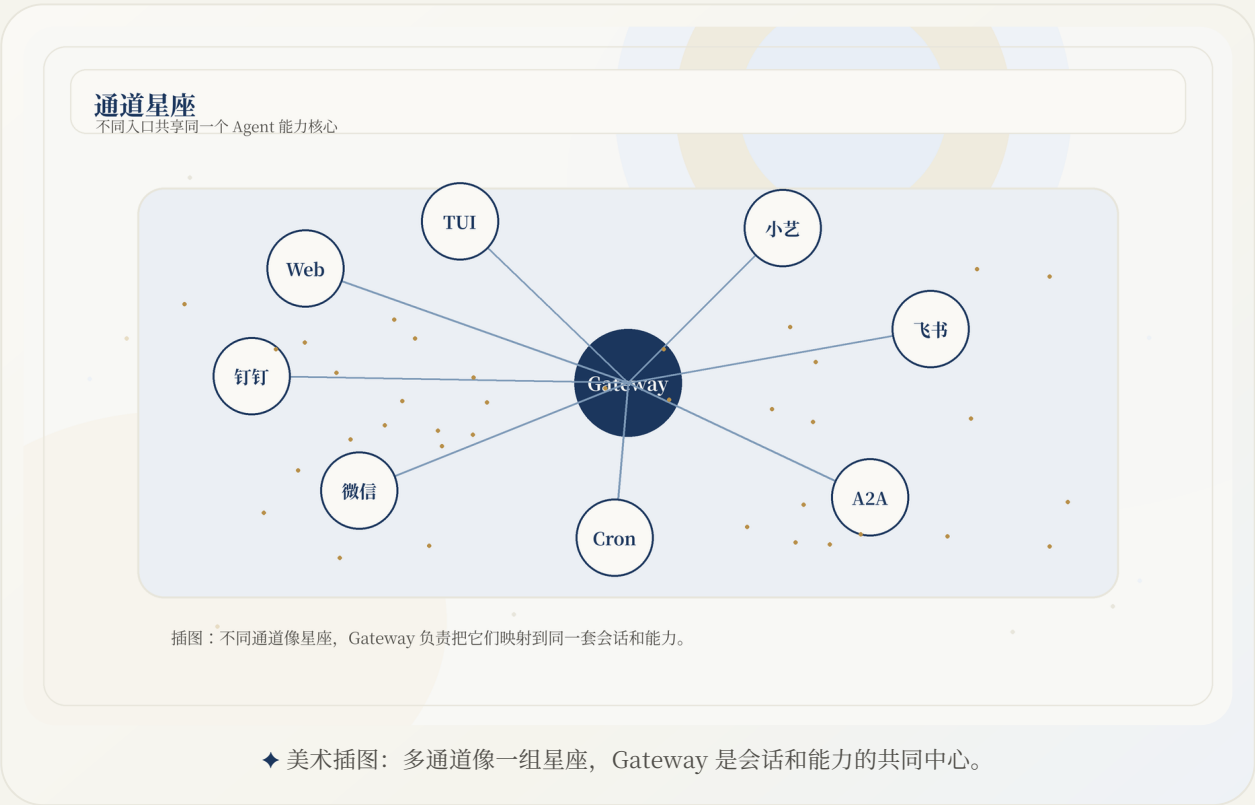 通道星座
不同入口共享同一个 Agent 能力核心
TUI
小艺
Web
飞书
钉钉
Gateway
微信
A2A
Cron
插图：不同通道像星座，Gateway 负责把它们映射到同一套会话和能力。
✦ 美术插图：多通道像一组星座，Gateway 是会话和能力的共同中心。